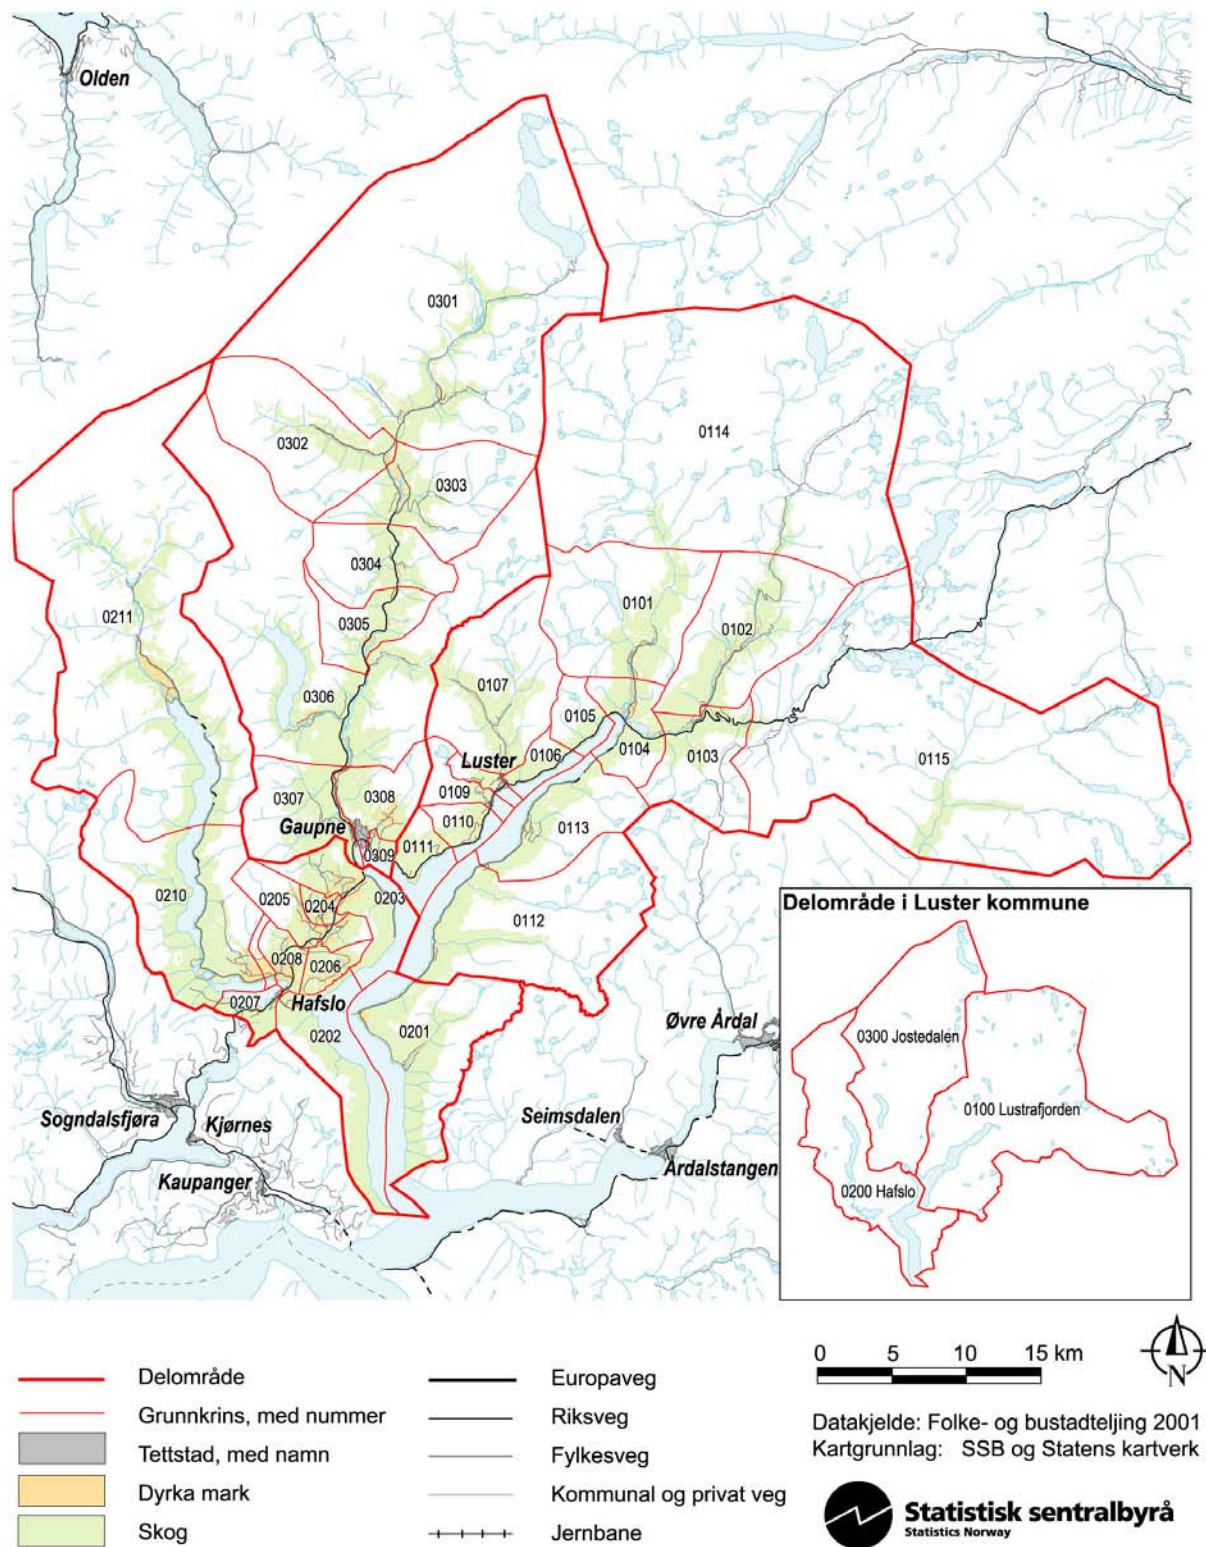 Olden
0301
0302
0303
0114
0304
0101
0102
0211
0305
0107
0306
0105
0104
0103
0106
Luster
0115
0109
0307
0308
0110
0113
Gaupne
0111
0309
0210
0205
0204
0203
0112
0208
0206
0207
Hafslo
0202
0201
Øvre Årdal
Sogndalsfjøra
Kjørnes
Seimsdalen
Årdalstangen
Kaupanger
Delområde i Luster kommune
0300 Jostedalen
0100 Lustrafjorden
0200 Hafslo
Delområde
Grunnkrins, med nummer
Tettstad, med namn
Dyrka mark
Skog
Europaveg
Riksveg
Fylkesveg
Kommunal og privat veg
Jernbane
0 5 10 15 km
N
Datakjelde: Folke- og bustadteljing 2001
Kartgrunnlag: SSB og Statens kartverk
Statistisk sentralbyrå
Statistics Norway